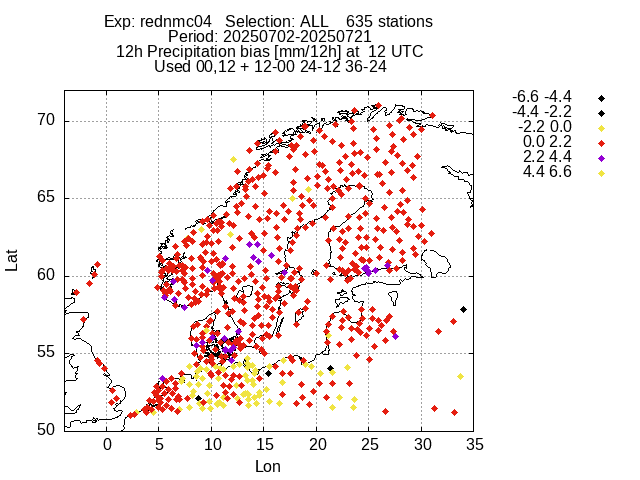 Exp: rednmc04   Selection: ALL    635 stations
Period: 20250702-20250721
12h Precipitation bias [mm/12h] at  12 UTC
Used 00,12 + 12-00 24-12 36-24
-6.6 -4.4
-4.4 -2.2
-2.2 0.0
0.0 2.2
2.2 4.4
4.4 6.6
70
65
60
55
50
Lat
0 5 10 15 20 25 30 35
Lon